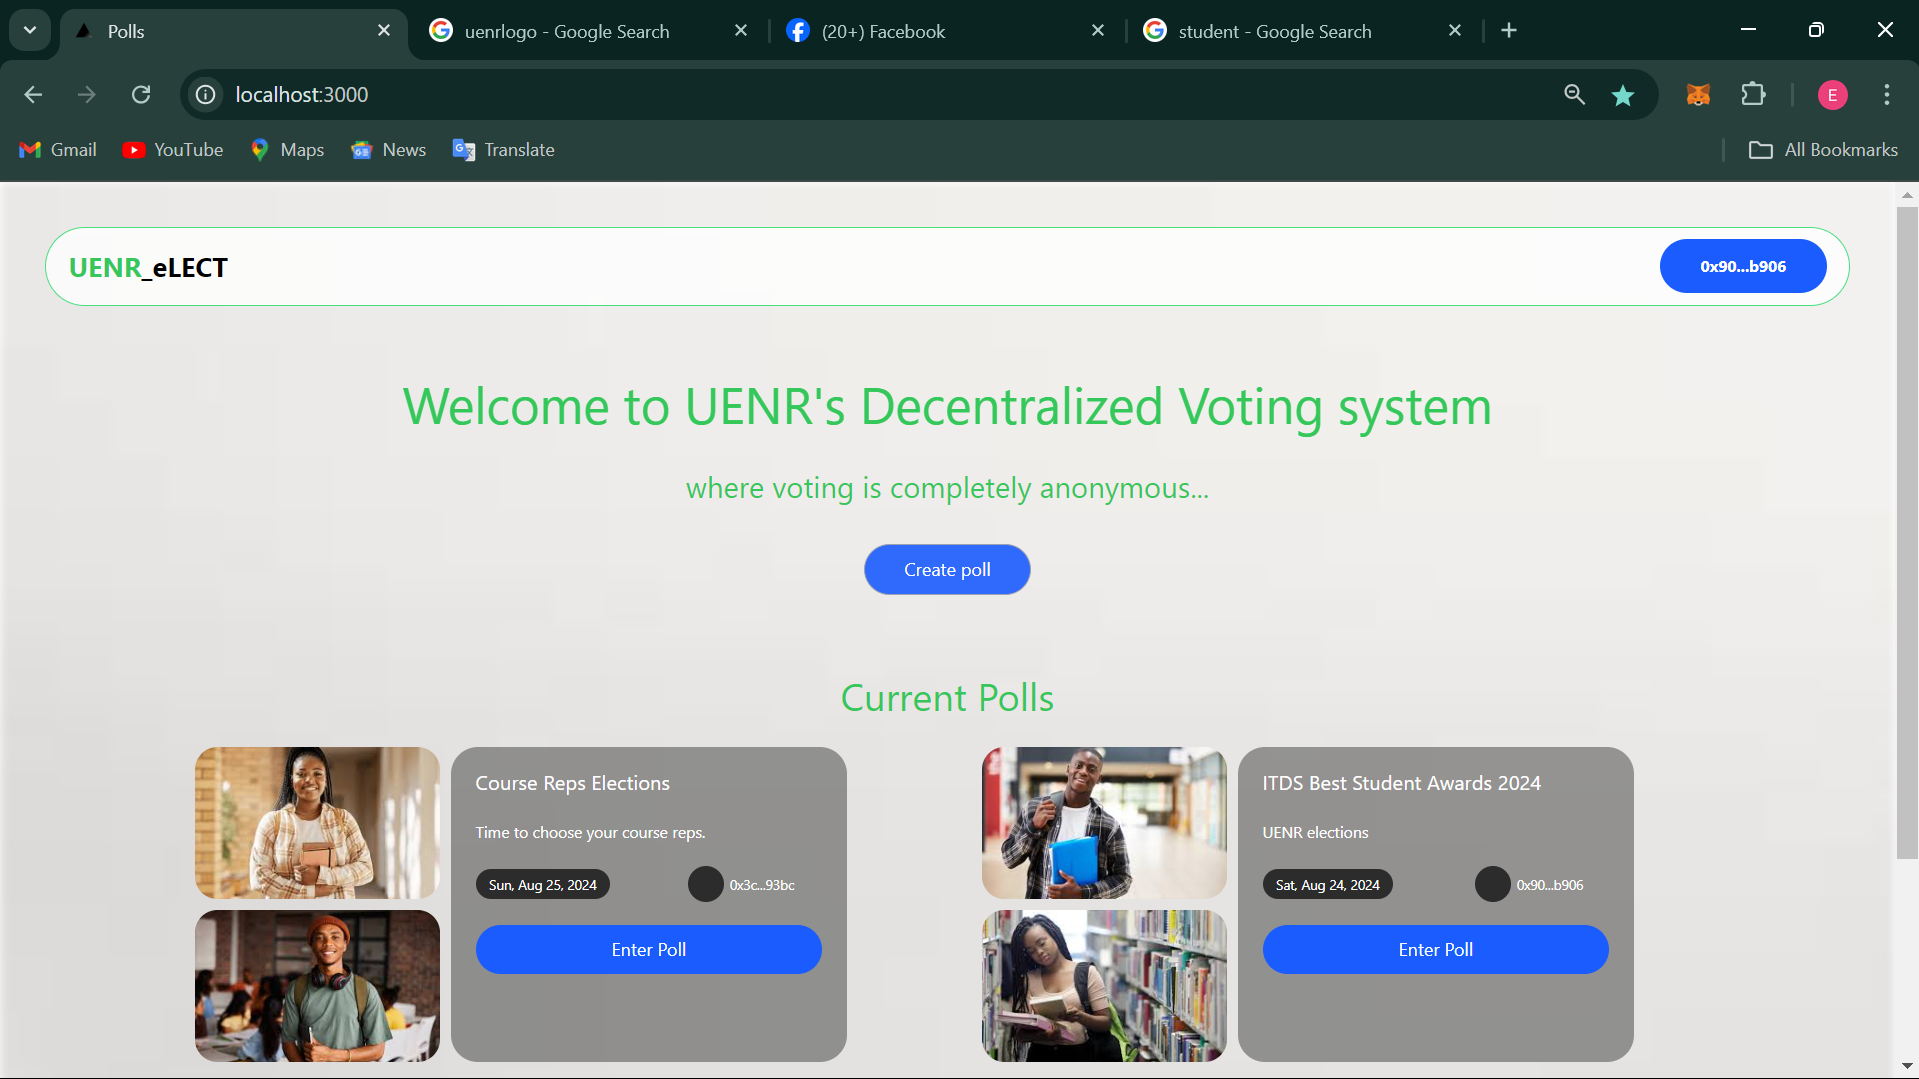 Polls
uenrlogo - Google Search
(20+) Facebook
student - Google Search
localhost:3000
E
Gmail
YouTube
Maps
News
Translate
All Bookmarks
UENR_eLECT
0x90...b906
Welcome to UENR's Decentralized Voting system
where voting is completely anonymous...
Create poll
Current Polls
Course Reps Elections
Time to choose your course reps.
Sun, Aug 25, 2024
0x3c...93bc
Enter Poll
ITDS Best Student Awards 2024
UENR elections
Sat, Aug 24, 2024
0x90...b906
Enter Poll